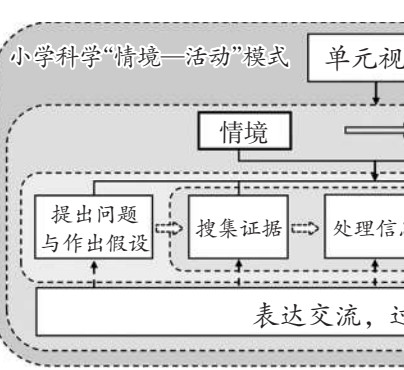 小学科学“情境—活动”模式
单元视
情境
提出问题
与作出假设
搜集证据
处理信
表达交流，过